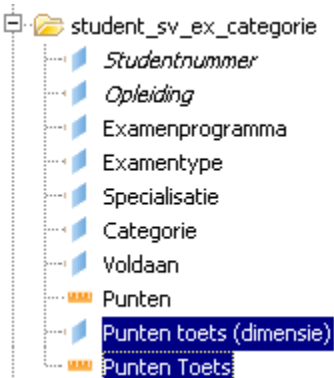 student_sv_ex_categorie
Studentnummer
Opleiding
Examenprogramma
Examentype
Specialisatie
Categorie
Voldaan
Punten
Punten toets (dimensie)
Punten Toets